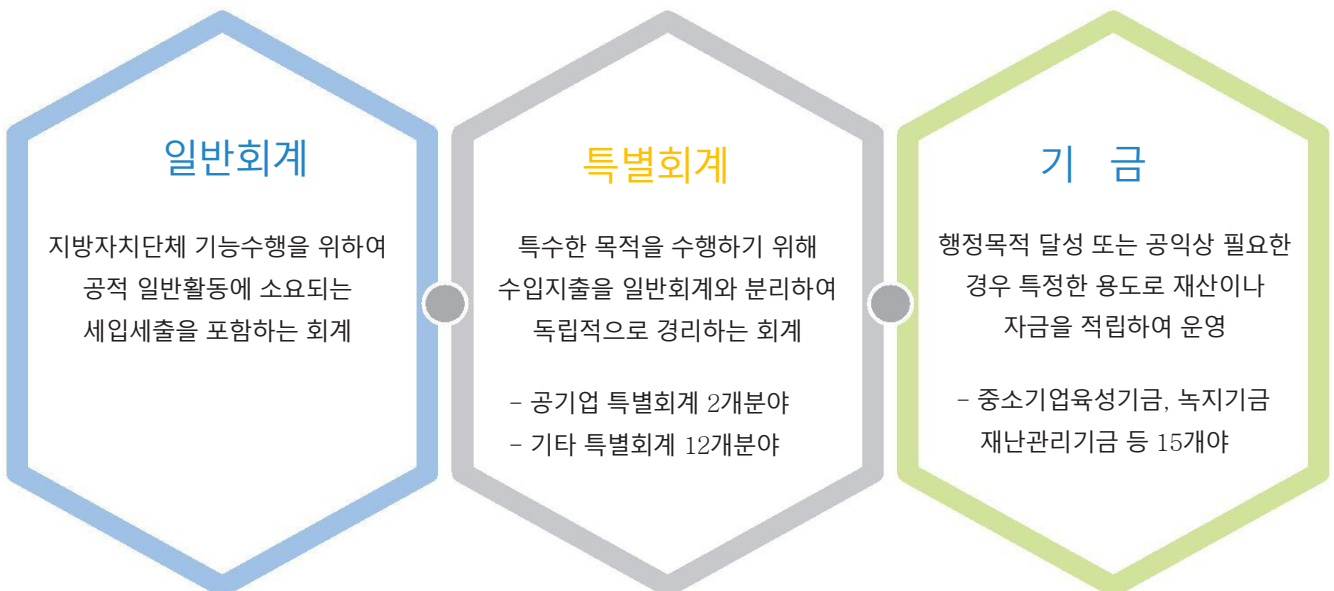 일반회계
지방자치단체 기능수행을 위하여
공적 일반활동에 소요되는
세입세출을 포함하는 회계
특별회계
특수한 목적을 수행하기 위해
수입지출을 일반회계와 분리하여
독립적으로 경리하는 회계
- 공기업 특별회계 2개분야
- 기타 특별회계 12개분야
기 금
행정목적 달성 또는 공익상 필요한
경우 특정한 용도로 재산이나
자금을 적립하여 운영
- 중소기업육성기금, 녹지기금
재난관리기금 등 15개야